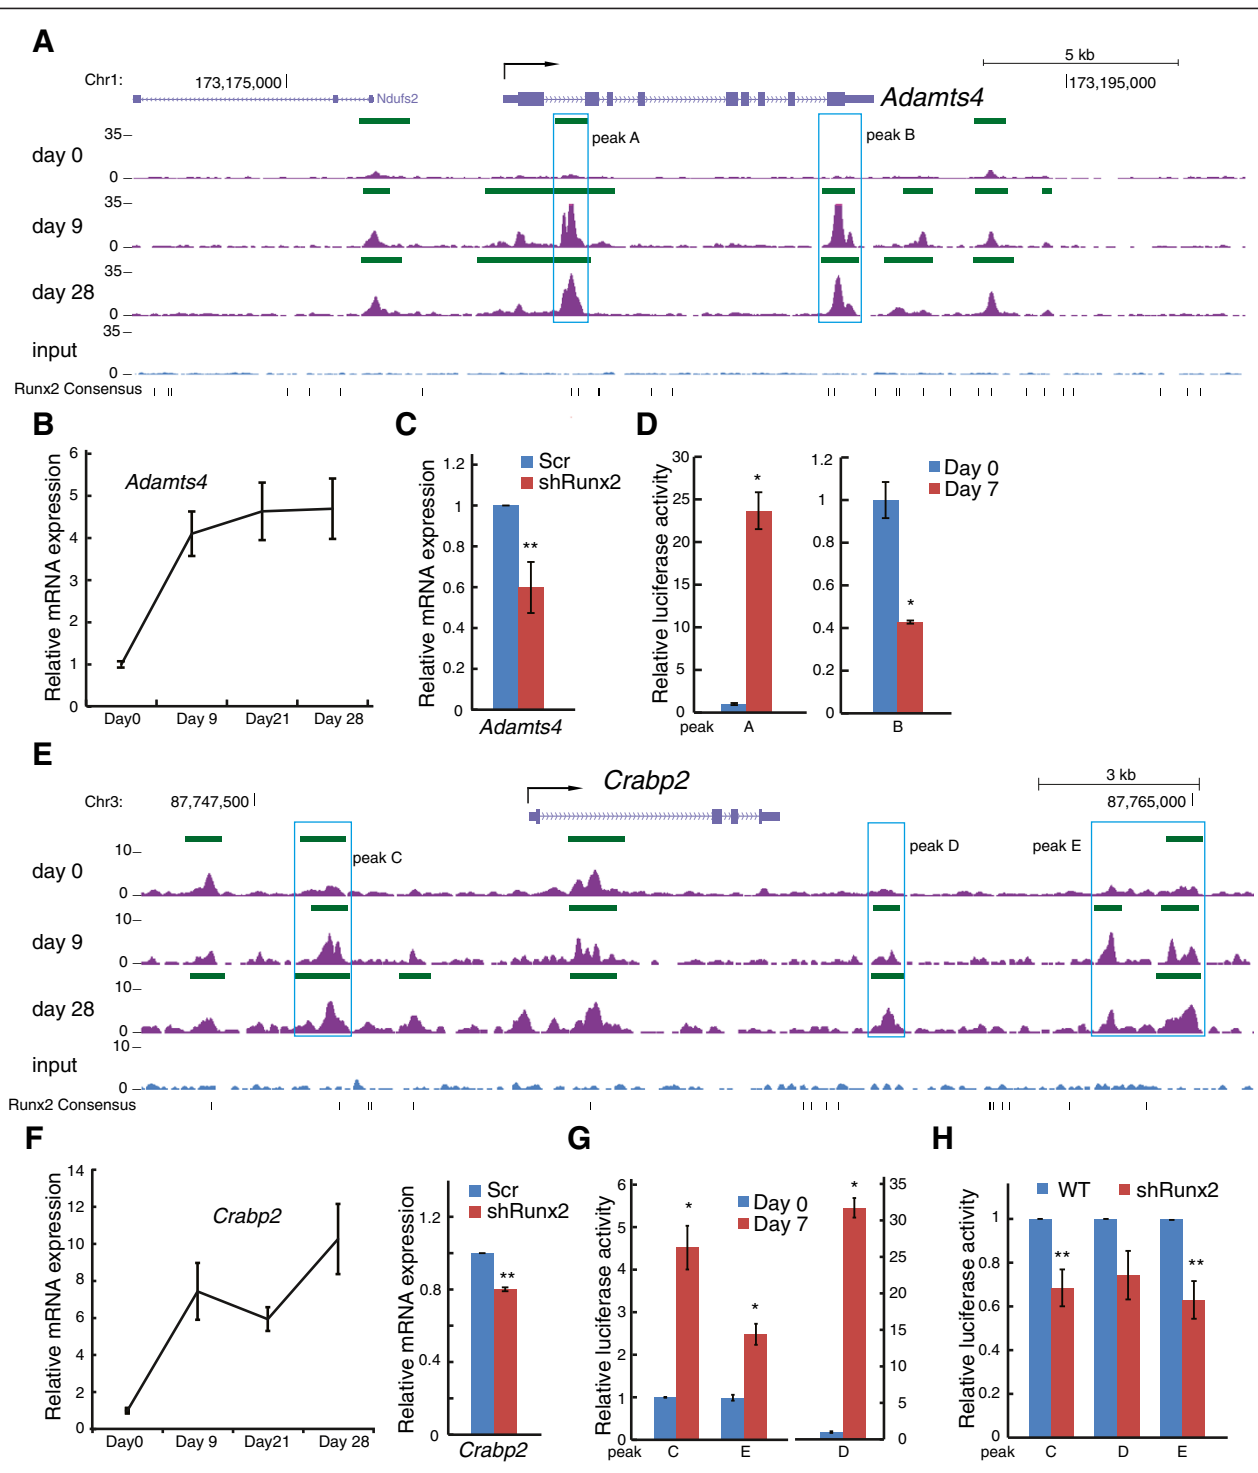 A
5 kb
Chr1:
173,175,000
173,195,000
Ndufs2
Adamts4
peak A
peak B
35
day 0
0
35
day 9
0
35
day 28
0
35
input
0
Runx2 Consensus
B
Relative mRNA expression
6
5
4
3
2
1
0
Adamts4
Day0 Day 9 Day21 Day 28
C
Relative mRNA expression
1.2
1
0.8
0.6
0.4
0.2
0
Scr
shRunx2
**
Adamts4
D
Relative luciferase activity
30
25
20
15
10
5
0
*
peak A
1.2
1
0.8
0.6
0.4
0.2
0
Day 0
Day 7
*
B
E
Crabp2
3 kb
Chr3:
87,747,500
87,765,000
peak C
peak D
peak E
10
day 0
0
10
day 9
0
10
day 28
0
10
input
0
Runx2 Consensus
F
Relative mRNA expression
14
12
10
8
6
4
2
0
Crabp2
Day0 Day 9 Day21 Day 28
Relative mRNA expression
1.2
0.8
0.4
0
Scr
shRunx2
**
Crabp2
G
Relative luciferase activity
6
5
4
3
2
1
0
Day 0
Day 7
*
*
*
35
30
25
20
15
10
5
0
peak C E D
H
Relative luciferase activity
1
0.8
0.6
0.4
0.2
0
WT
shRunx2
**
**
peak C D E